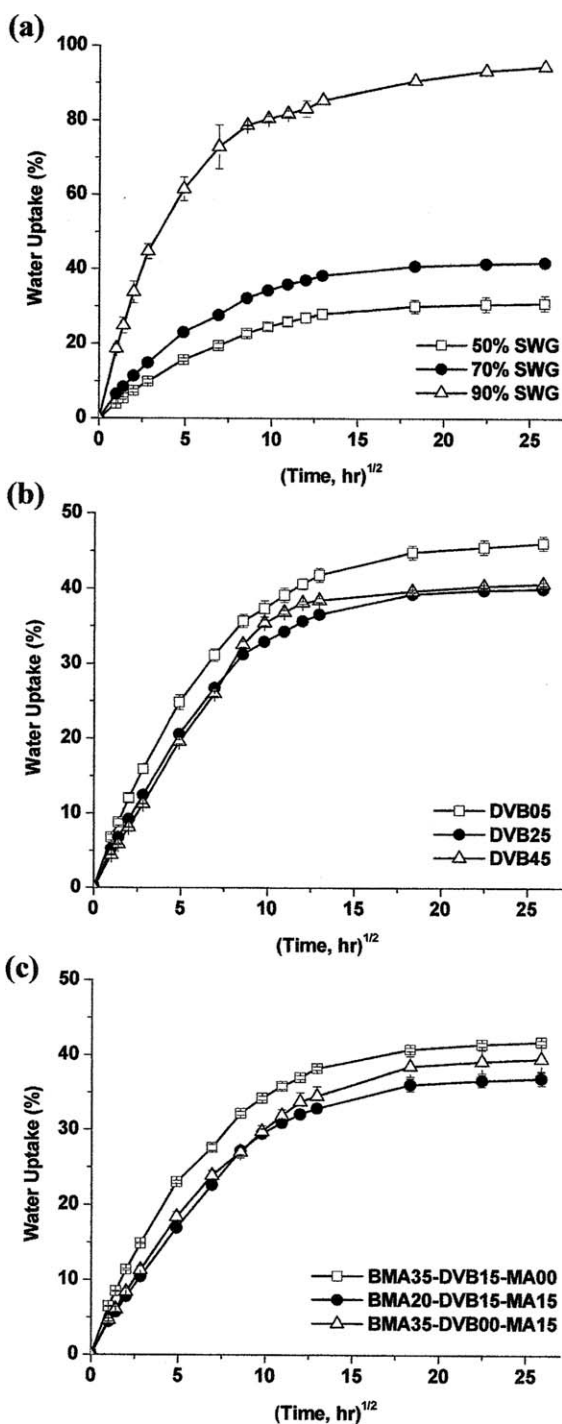 (a)
100
80
60
40
20
0
Water Uptake (%)
50% SWG
70% SWG
90% SWG
0 5 10 15 20 25
(Time, hr)1/2
(b)
50
40
30
20
10
0
Water Uptake (%)
DVB05
DVB25
DVB45
0 5 10 15 20 25
(Time, hr)1/2
(c)
50
40
30
20
10
0
Water Uptake (%)
BMA35-DVB15-MA00
BMA20-DVB15-MA15
BMA35-DVB00-MA15
0 5 10 15 20 25
(Time, hr)1/2